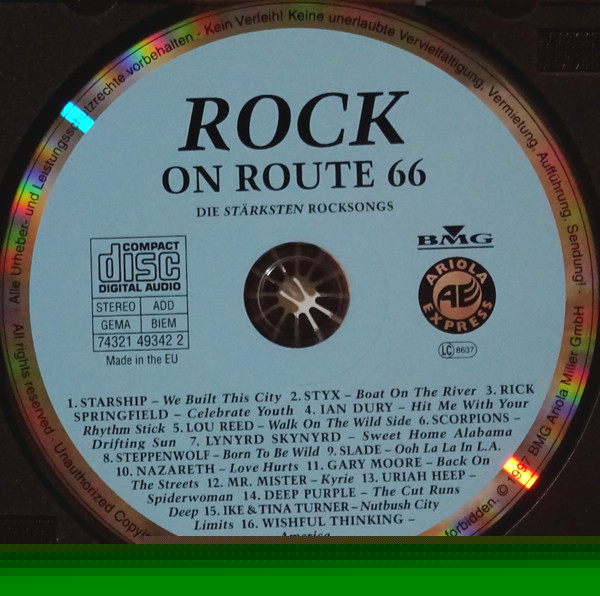 Alle Urheber- und Leistungsschutzrechte vorbehalten - Kein Verleih! Keine unerlaubte Vervielfältigung, Vermietung, Aufführung, Sendung!
ROCK
ON ROUTE 66
DIE STÄRKSTEN ROCKSONGS
COMPACT
disc
DIGITAL AUDIO
STEREO ADD
GEMA BIEM
74321 49342 2
Made in the EU
BMG
ARIOLA
AE
EXPRESS
LC 8637
1. STARSHIP – We Built This City 2. STYX – Boat On The River 3. RICK
SPRINGFIELD – Celebrate Youth 4. IAN DURY – Hit Me With Your
Rhythm Stick 5. LOU REED – Walk On The Wild Side 6. SCORPIONS –
Drifting Sun 7. LYNYRD SKYNYRD – Sweet Home Alabama
8. STEPPENWOLF – Born To Be Wild 9. SLADE – Ooh La La In L.A.
10. NAZARETH – Love Hurts 11. GARY MOORE – Back On
The Streets 12. MR. MISTER – Kyrie 13. URIAH HEEP –
Spiderwoman 14. DEEP PURPLE – The Cut Runs
Deep 15. IKE & TINA TURNER – Nutbush City
Limits 16. WISHFUL THINKING –
All rights reserved · Unauthorized
© 1997 BMG Ariola Miller GmbH